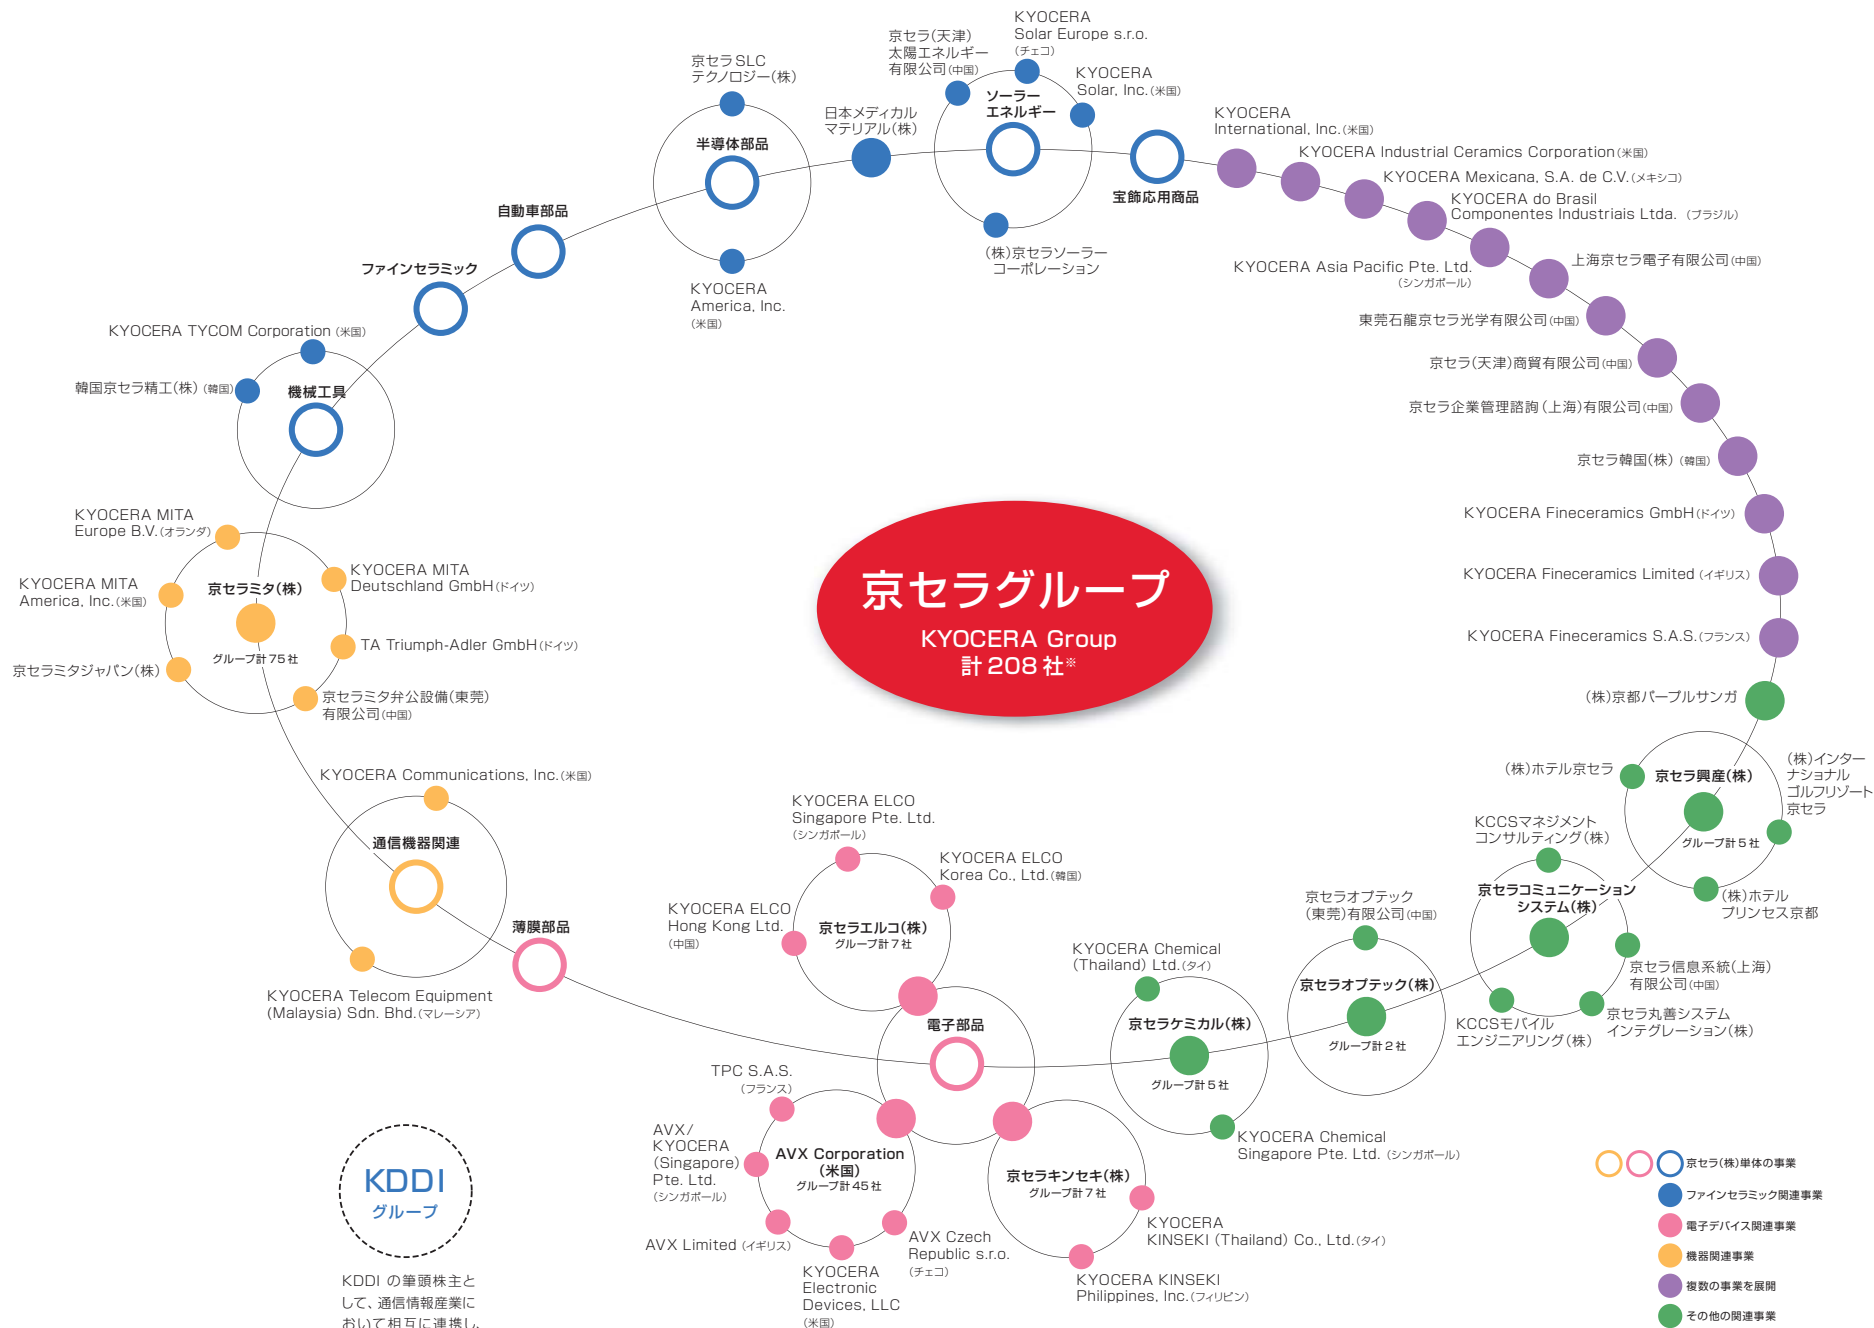 KYOCERA
Solar Europe s.r.o.
(チェコ)
京セラ(天津)
太陽エネルギー
有限公司(中国)
KYOCERA
Solar, Inc.(米国)
ソーラー
エネルギー
(株)京セラソーラー
コーポレーション
京セラSLC
テクノロジー(株)
半導体部品
KYOCERA
America, Inc.
(米国)
日本メディカル
マテリアル(株)
宝飾応用商品
自動車部品
ファインセラミック
KYOCERA TYCOM Corporation (米国)
韓国京セラ精工(株) (韓国)
機械工具
KYOCERA
International, Inc.(米国)
KYOCERA Industrial Ceramics Corporation(米国)
KYOCERA Mexicana, S.A. de C.V.(メキシコ)
KYOCERA do Brasil
Componentes Industriais Ltda. (ブラジル)
KYOCERA Asia Pacific Pte. Ltd.
(シンガポール)
上海京セラ電子有限公司(中国)
東莞石龍京セラ光学有限公司(中国)
京セラ(天津)商貿有限公司(中国)
京セラ企業管理諮詢(上海)有限公司(中国)
京セラ韓国(株) (韓国)
KYOCERA Fineceramics GmbH(ドイツ)
KYOCERA Fineceramics Limited (イギリス)
KYOCERA Fineceramics S.A.S.(フランス)
京セラグループ
KYOCERA Group
計208社※
KYOCERA MITA
Europe B.V.(オランダ)
KYOCERA MITA
America, Inc.(米国)
京セラミタ(株)
グループ計75社
KYOCERA MITA
Deutschland GmbH(ドイツ)
TA Triumph-Adler GmbH(ドイツ)
京セラミタジャパン(株)
京セラミタ弁公設備(東莞)
有限公司(中国)
KYOCERA Communications, Inc.(米国)
通信機器関連
KYOCERA Telecom Equipment
(Malaysia) Sdn. Bhd.(マレーシア)
薄膜部品
KYOCERA ELCO
Singapore Pte. Ltd.
(シンガポール)
KYOCERA ELCO
Korea Co., Ltd.(韓国)
KYOCERA ELCO
Hong Kong Ltd.
(中国)
京セラエルコ(株)
グループ計7社
電子部品
TPC S.A.S.
(フランス)
AVX/
KYOCERA
(Singapore)
Pte. Ltd.
(シンガポール)
AVX Corporation
(米国)
グループ計45社
AVX Limited (イギリス)
KYOCERA
Electronic
Devices, LLC
(米国)
AVX Czech
Republic s.r.o.
(チェコ)
京セラキンセキ(株)
グループ計7社
KYOCERA
KINSEKI (Thailand) Co., Ltd.(タイ)
KYOCERA KINSEKI
Philippines, Inc.(フィリピン)
KYOCERA Chemical
(Thailand) Ltd.(タイ)
京セラケミカル(株)
グループ計5社
KYOCERA Chemical
Singapore Pte. Ltd. (シンガポール)
京セラオプテック
(東莞)有限公司(中国)
京セラオプテック(株)
グループ計2社
KCCSマネジメント
コンサルティング(株)
京セラコミュニケーション
システム(株)
京セラ信息系統(上海)
有限公司(中国)
京セラ丸善システム
インテグレーション(株)
KCCSモバイル
エンジニアリング(株)
(株)京都パープルサンガ
(株)ホテル京セラ
京セラ興産(株)
グループ計5社
(株)インター
ナショナル
ゴルフリゾート
京セラ
(株)ホテル
プリンセス京都
KDDI
グループ
KDDI の筆頭株主と
して、通信情報産業に
おいて相互に連携し、
京セラ(株)単体の事業
ファインセラミック関連事業
電子デバイス関連事業
機器関連事業
複数の事業を展開
その他の関連事業